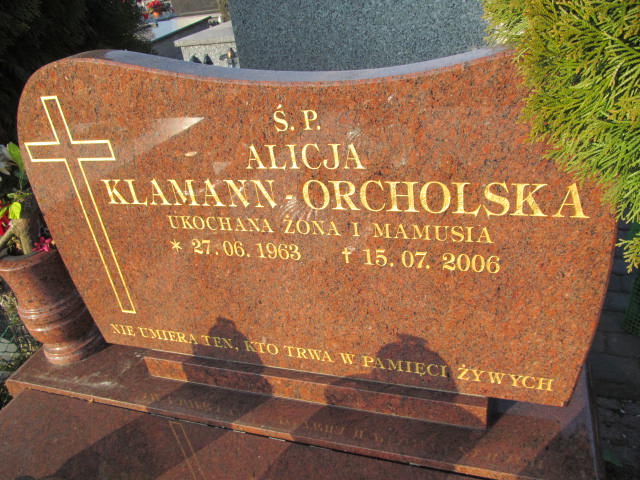 Ś. P.
ALICJA
KLAMANN-ORCHOLSKA
UKOCHANA ŻONA I MAMUSIA
* 27. 06. 1963 † 15. 07. 2006
NIE UMIERA TEN, KTO TRWA W PAMIĘCI ŻYWYCH